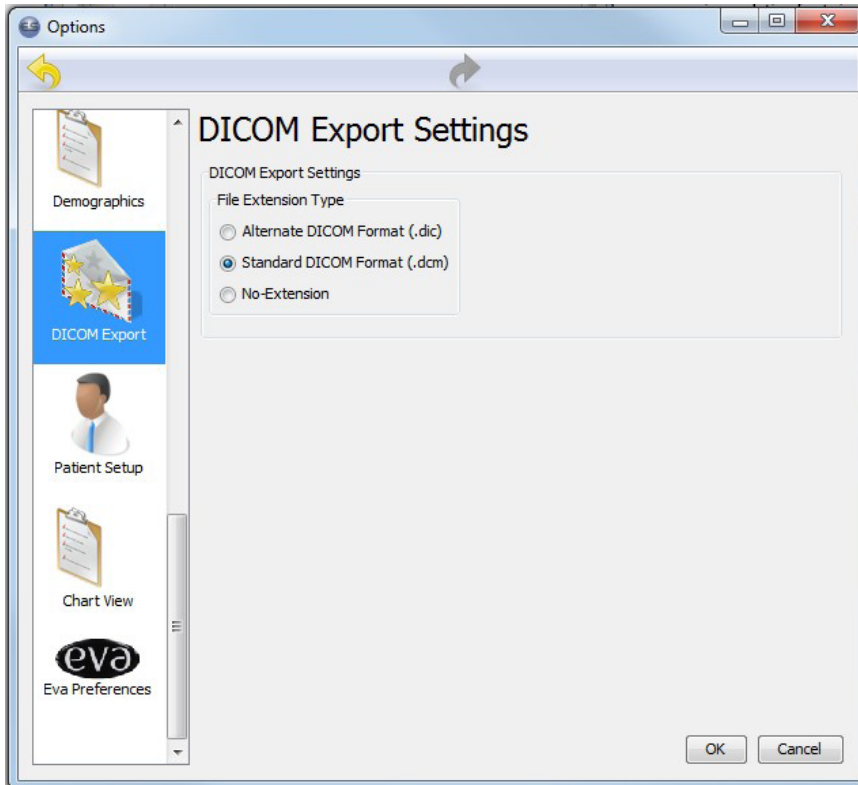 Options
Demographics
DICOM Export
Patient Setup
Chart View
eva
Eva Preferences
DICOM Export Settings
DICOM Export Settings
File Extension Type
Alternate DICOM Format (.dic)
Standard DICOM Format (.dcm)
No-Extension
OK
Cancel